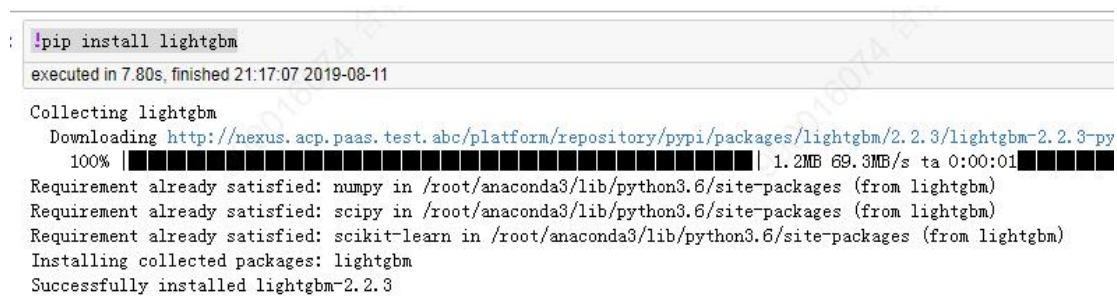 !pip install lightgbm
executed in 7.80s, finished 21:17:07 2019-08-11
Collecting lightgbm
Downloading http://nexus.acp.paas.test.abc/platform/repository/pypi/packages/lightgbm/2.2.3/lightgbm-2.2.3-py
100% | | 1.2MB 69.3MB/s ta 0:00:01
Requirement already satisfied: numpy in /root/anaconda3/lib/python3.6/site-packages (from lightgbm)
Requirement already satisfied: scipy in /root/anaconda3/lib/python3.6/site-packages (from lightgbm)
Requirement already satisfied: scikit-learn in /root/anaconda3/lib/python3.6/site-packages (from lightgbm)
Installing collected packages: lightgbm
Successfully installed lightgbm-2.2.3